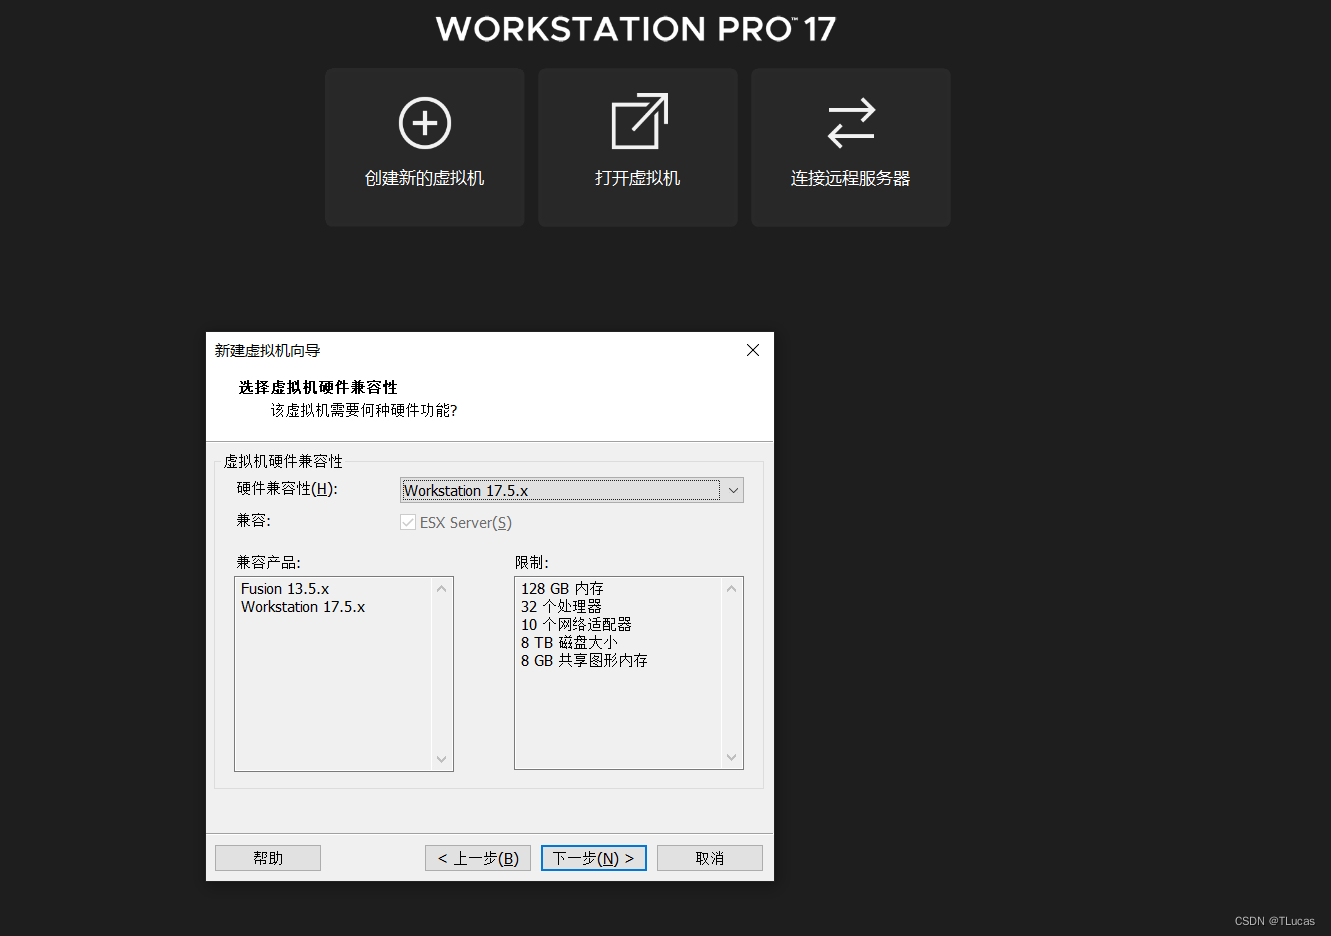 WORKSTATION PRO™ 17
创建新的虚拟机
打开虚拟机
连接远程服务器
新建虚拟机向导
选择虚拟机硬件兼容性
该虚拟机需要何种硬件功能?
虚拟机硬件兼容性
硬件兼容性(H):
Workstation 17.5.x
兼容:
ESX Server(S)
兼容产品:
Fusion 13.5.x
Workstation 17.5.x
限制:
128 GB 内存
32 个处理器
10 个网络适配器
8 TB 磁盘大小
8 GB 共享图形内存
帮助
< 上一步(B)
下一步(N) >
取消
CSDN @TLucas